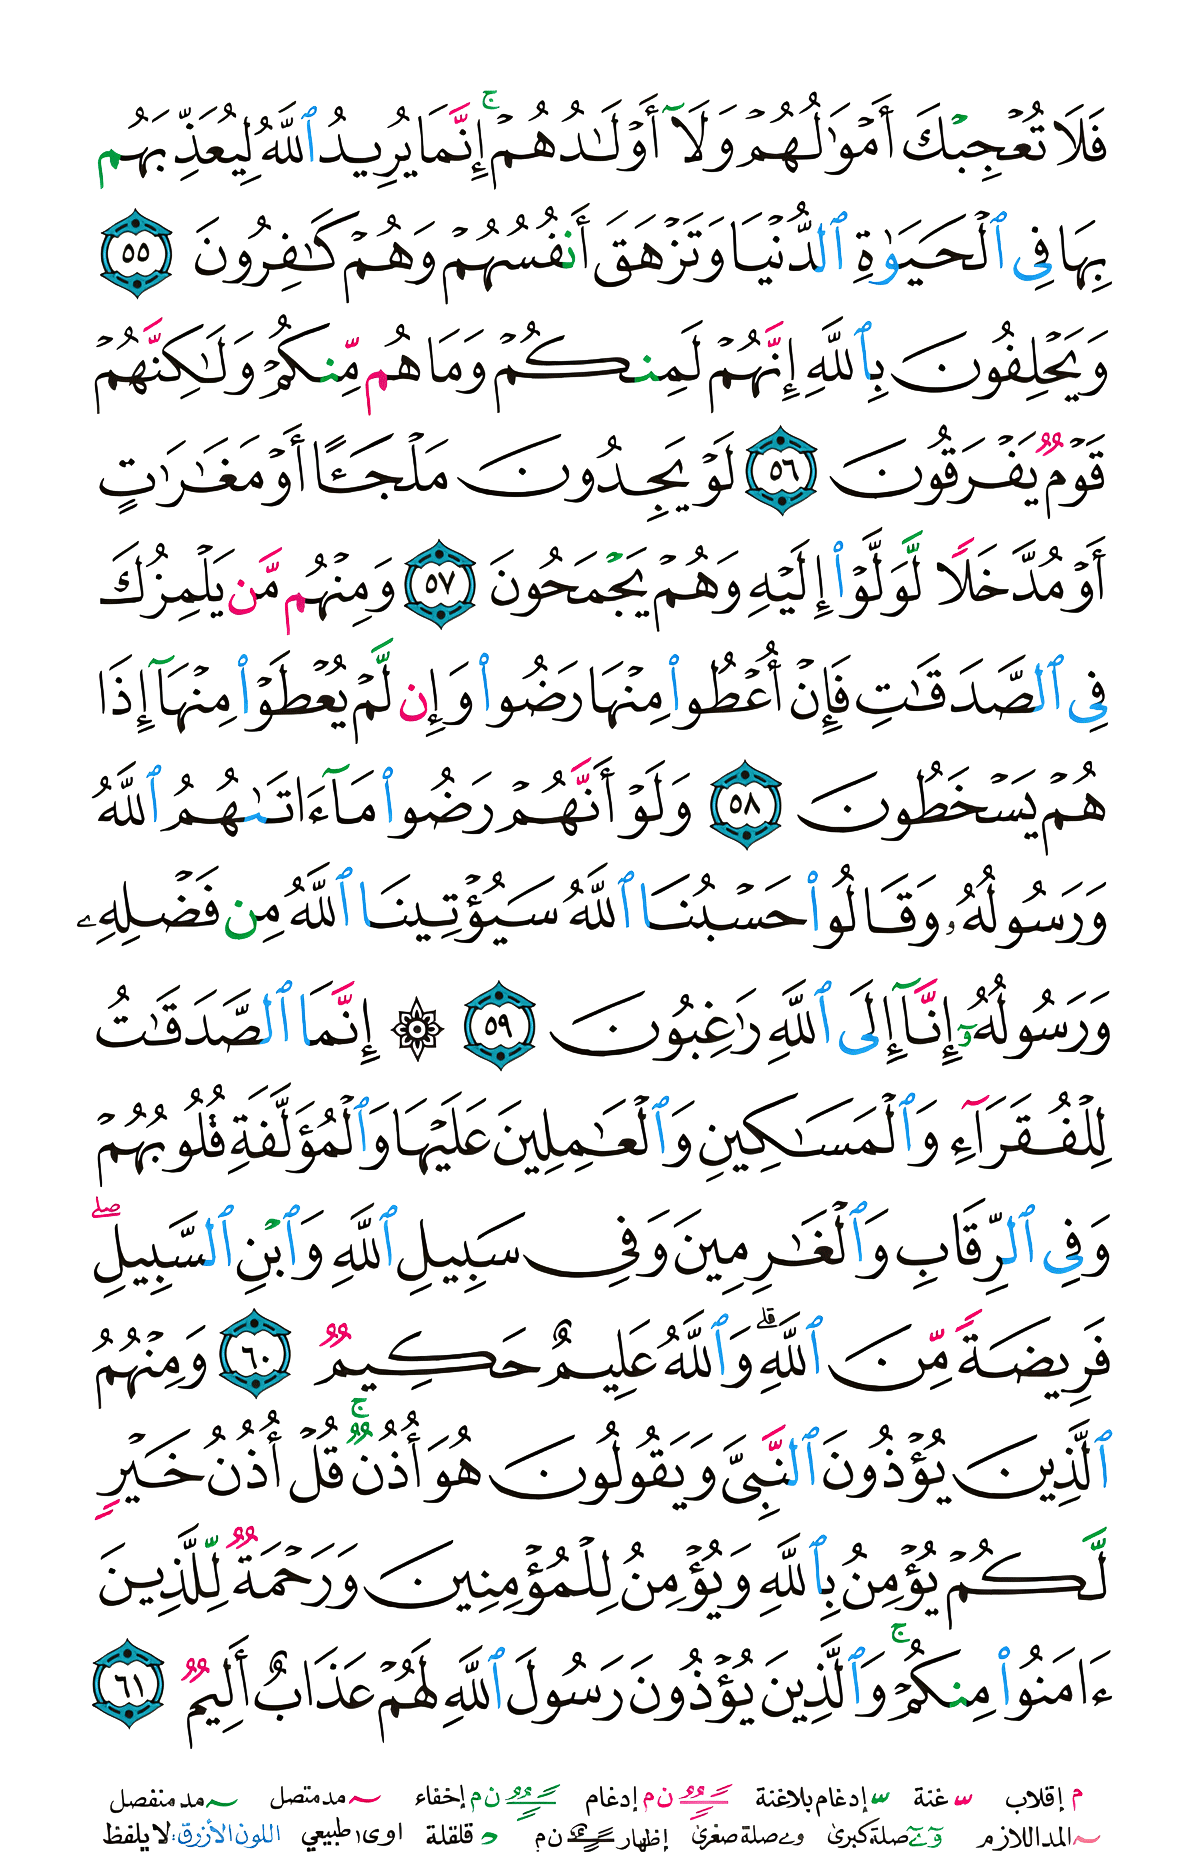 فَلَا تُعۡجِبۡكَ أَمۡوَٰلُهُمۡ وَلَآ أَوۡلَٰدُهُمۡۚ إِنَّمَا يُرِيدُ ٱللَّهُ لِيُعَذِّبَهُم
بِهَا فِي ٱلۡحَيَوٰةِ ٱلدُّنۡيَا وَتَزۡهَقَ أَنفُسُهُمۡ وَهُمۡ كَٰفِرُونَ ٥٥
وَيَحۡلِفُونَ بِٱللَّهِ إِنَّهُمۡ لَمِنكُمۡ وَمَا هُم مِّنكُمۡ وَلَٰكِنَّهُمۡ
قَوۡمٞ يَفۡرَقُونَ ٥٦ لَوۡ يَجِدُونَ مَلۡجَـًٔا أَوۡ مَغَٰرَٰتٍ
أَوۡ مُدَّخَلٗا لَّوَلَّوۡاْ إِلَيۡهِ وَهُمۡ يَجۡمَحُونَ ٥٧ وَمِنۡهُم مَّن يَلۡمِزُكَ
فِي ٱلصَّدَقَٰتِ فَإِنۡ أُعۡطُواْ مِنۡهَا رَضُواْ وَإِن لَّمۡ يُعۡطَوۡاْ مِنۡهَآ إِذَا
هُمۡ يَسۡخَطُونَ ٥٨ وَلَوۡ أَنَّهُمۡ رَضُواْ مَآ ءَاتَىٰهُمُ ٱللَّهُ
وَرَسُولُهُۥ وَقَالُواْ حَسۡبُنَا ٱللَّهُ سَيُؤۡتِينَا ٱللَّهُ مِن فَضۡلِهِۦ
وَرَسُولُهُۥٓ إِنَّآ إِلَى ٱللَّهِ رَٰغِبُونَ ٥٩ ۞ إِنَّمَا ٱلصَّدَقَٰتُ
لِلۡفُقَرَآءِ وَٱلۡمَسَٰكِينِ وَٱلۡعَٰمِلِينَ عَلَيۡهَا وَٱلۡمُؤَلَّفَةِ قُلُوبُهُمۡ
وَفِي ٱلرِّقَابِ وَٱلۡغَٰرِمِينَ وَفِي سَبِيلِ ٱللَّهِ وَٱبۡنِ ٱلسَّبِيلِۖ
فَرِيضَةٗ مِّنَ ٱللَّهِۗ وَٱللَّهُ عَلِيمٌ حَكِيمٞ ٦٠ وَمِنۡهُمُ
ٱلَّذِينَ يُؤۡذُونَ ٱلنَّبِيَّ وَيَقُولُونَ هُوَ أُذُنٞۚ قُلۡ أُذُنُ خَيۡرٖ
لَّكُمۡ يُؤۡمِنُ بِٱللَّهِ وَيُؤۡمِنُ لِلۡمُؤۡمِنِينَ وَرَحۡمَةٞ لِّلَّذِينَ
ءَامَنُواْ مِنكُمۡۚ وَٱلَّذِينَ يُؤۡذُونَ رَسُولَ ٱللَّهِ لَهُمۡ عَذَابٌ أَلِيمٞ ٦١
م إقلاب غنة إدغام بلاغنة ن م إدغام ن م إخفاء مد متصل مد منفصل
المد اللازم صلة كبرى وے صلة صغرى إظهار ن م قلقلة اوى طبيعي اللون الأزرق: لا يلفظ